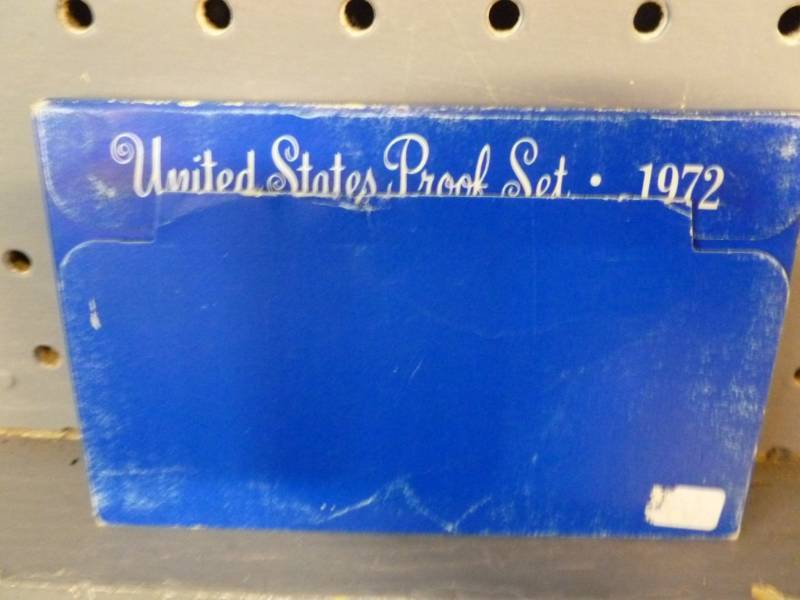 United States Proof Set • 1972